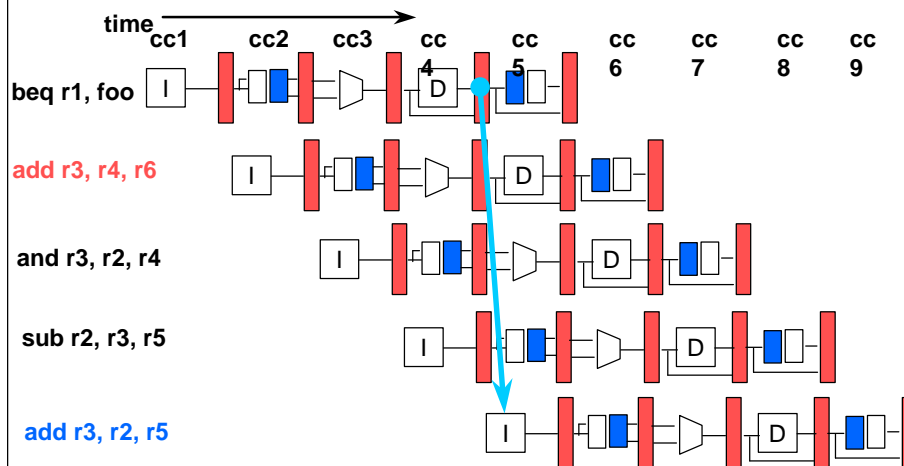 time
cc1 cc2 cc3 cc 4 cc 5 cc 6 cc 7 cc 8 cc 9
beq r1, foo I D
add r3, r4, r6 I D
and r3, r2, r4 I D
sub r2, r3, r5 I D
add r3, r2, r5 I D